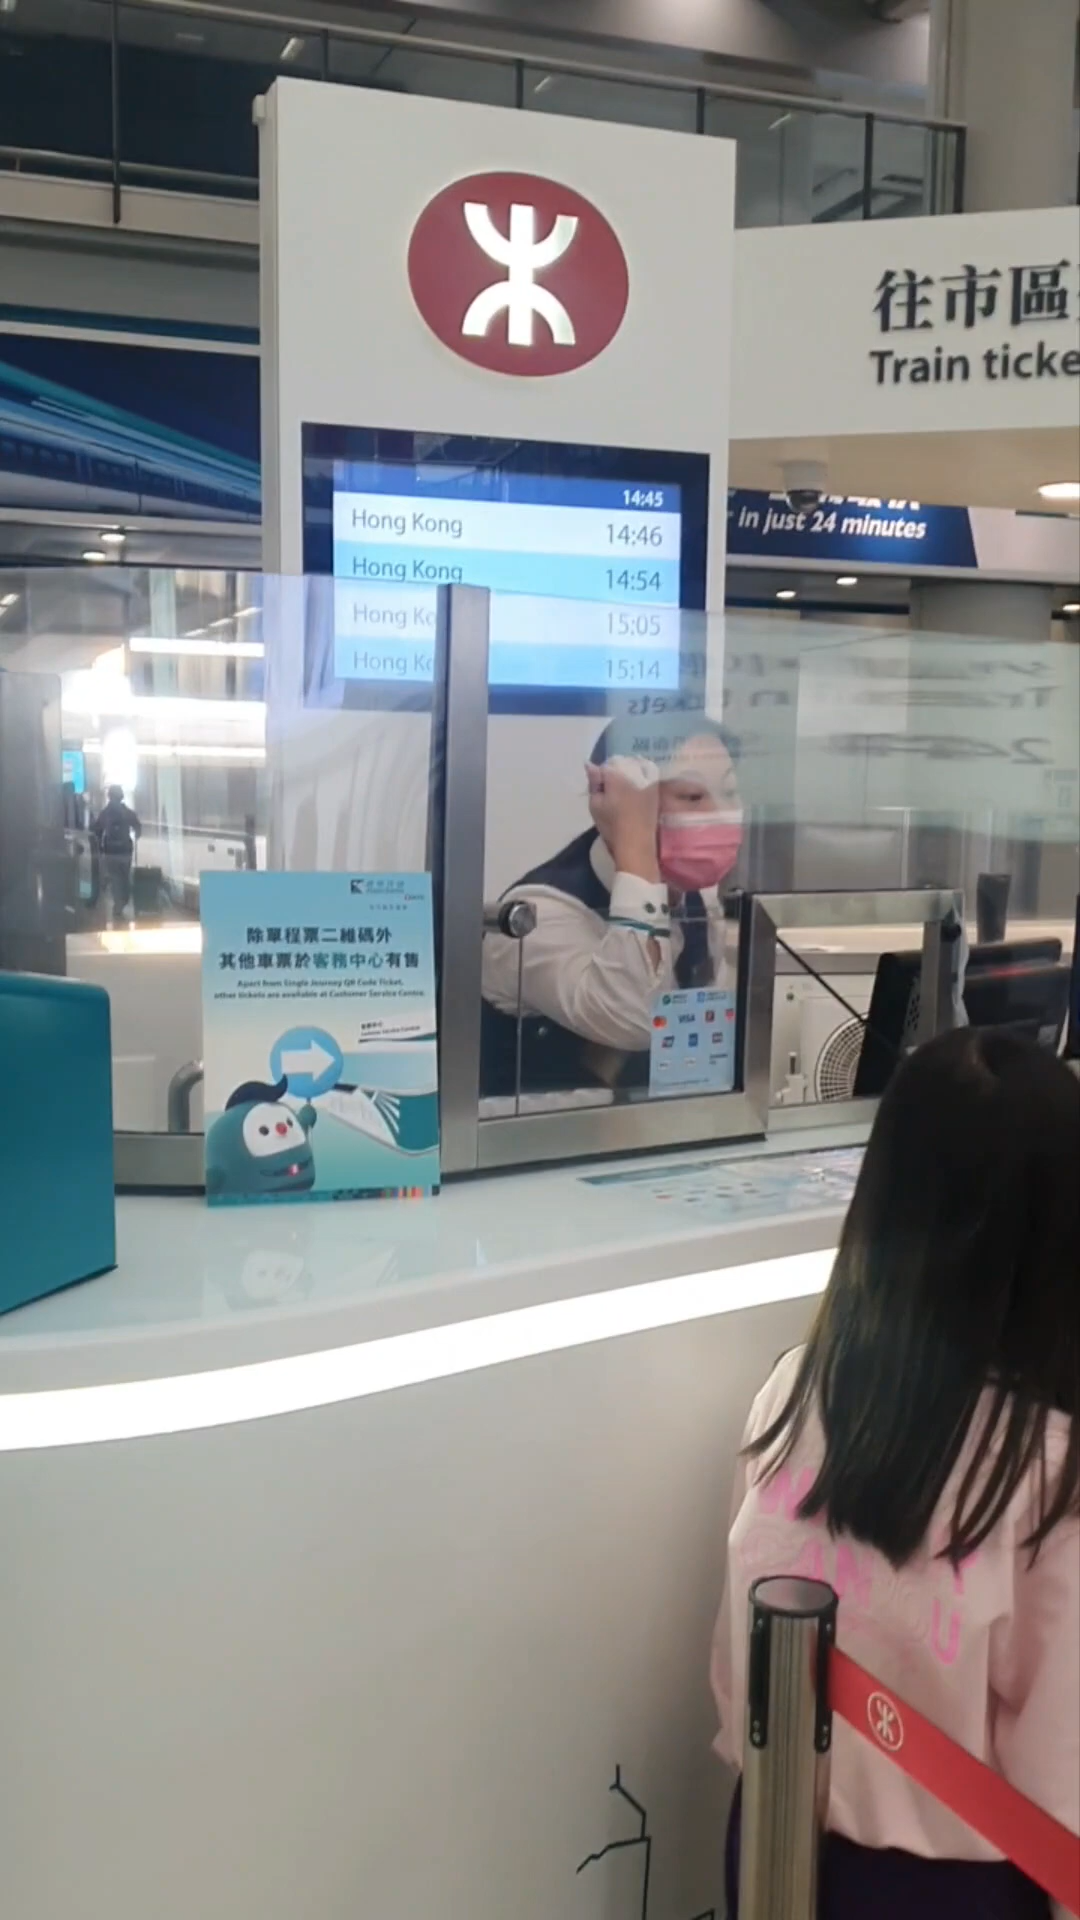 往市區
Train ticke
14:45
Hong Kong 14:46
Hong Kong 14:54
Hong Ko 15:05
Hong Ko 15:14
in just 24 minutes
除單程票二維碼外
其他車票於客務中心有售
Apart from Single Journey QR Code Ticket,
other tickets are available at Customer Service Centre.
VISA